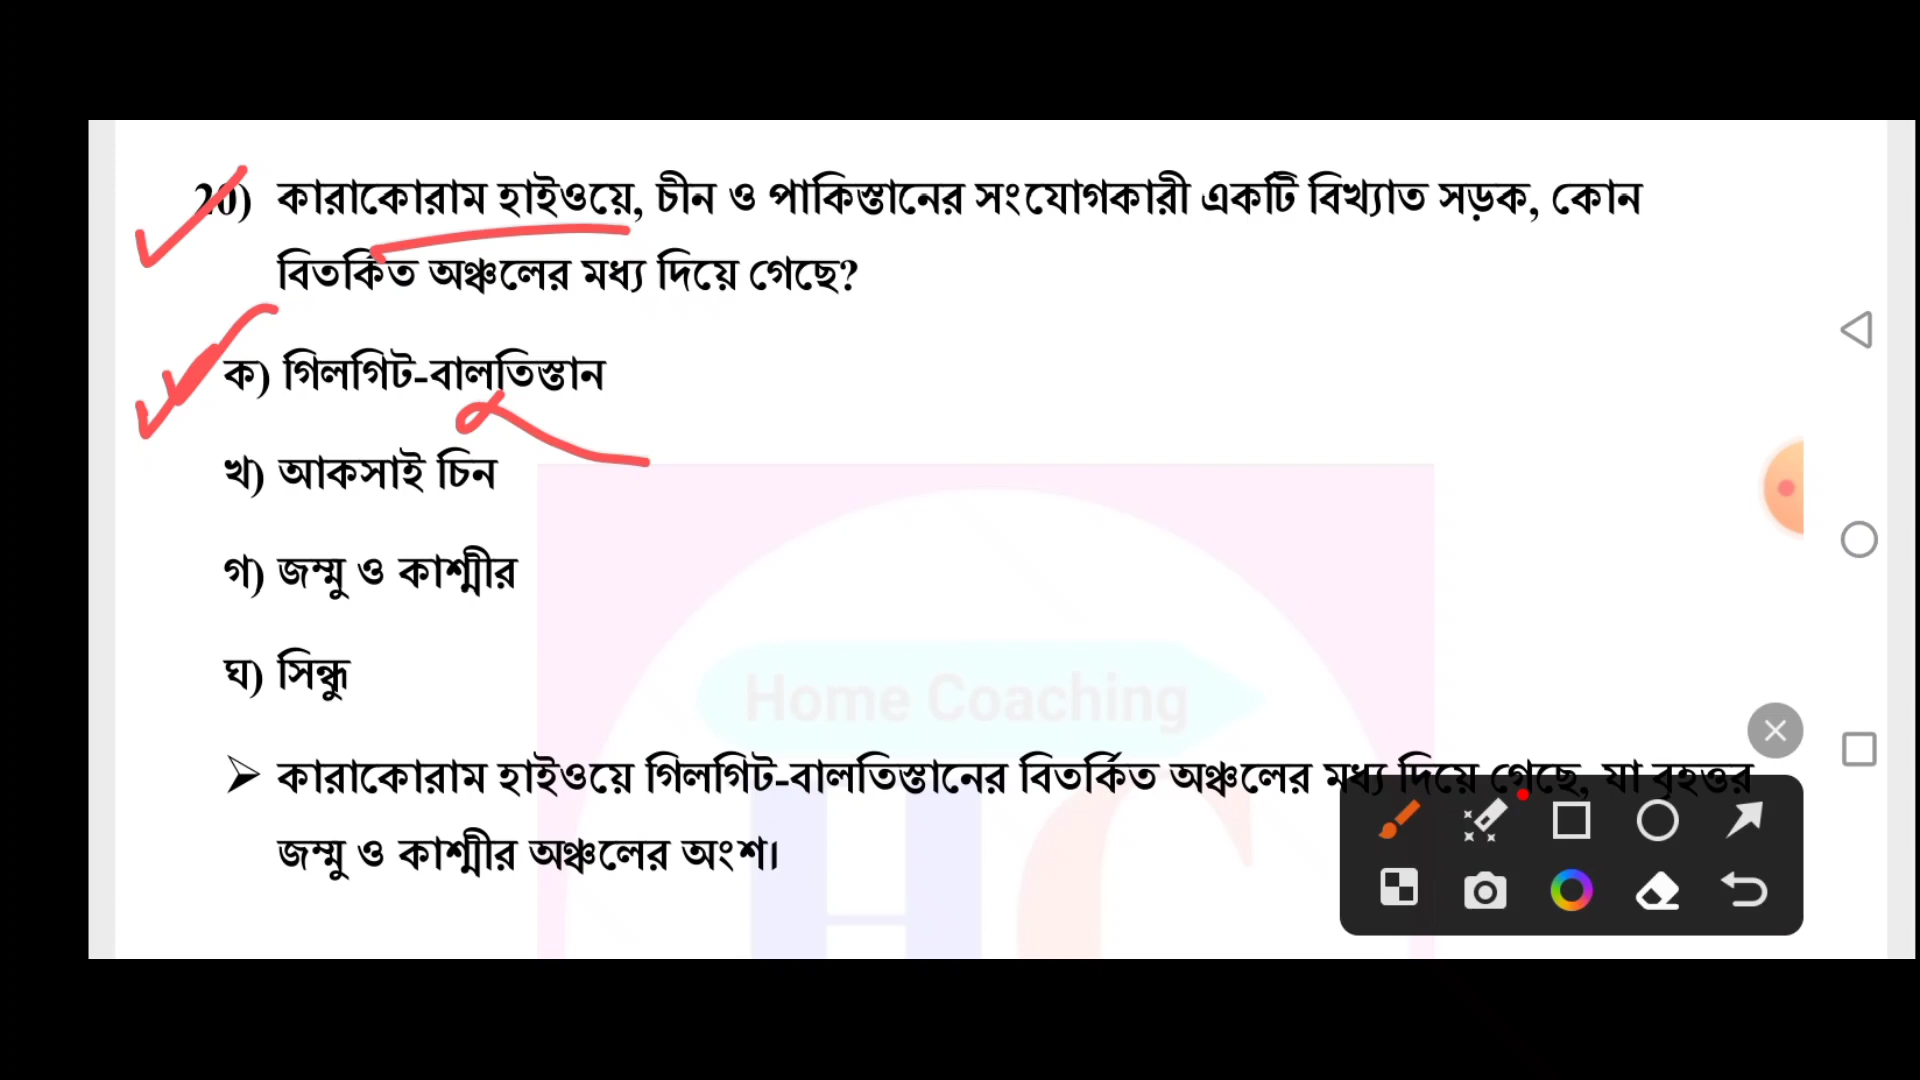 20) কারাকোরাম হাইওয়ে, চীন ও পাকিস্তানের সংযোগকারী একটি বিখ্যাত সড়ক, কোন
বিতর্কিত অঞ্চলের মধ্য দিয়ে গেছে?
ক) গিলগিট-বালতিস্তান
খ) আকসাই চিন
গ) জম্মু ও কাশ্মীর
ঘ) সিন্ধু
Home Coaching
➢ কারাকোরাম হাইওয়ে গিলগিট-বালতিস্তানের বিতর্কিত অঞ্চলের মধ্য দিয়ে গেছে, যা বৃহত্তর
জম্মু ও কাশ্মীর অঞ্চলের অংশ।
HC